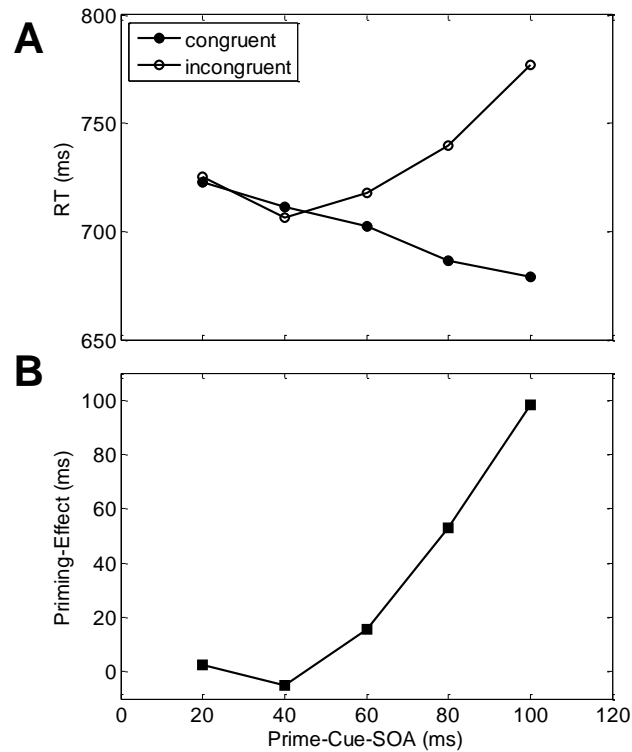 A
800
congruent
incongruent
750
RT (ms)
700
650
B
100
80
60
Priming-Effect (ms)
40
20
0
0 20 40 60 80 100 120
Prime-Cue-SOA (ms)